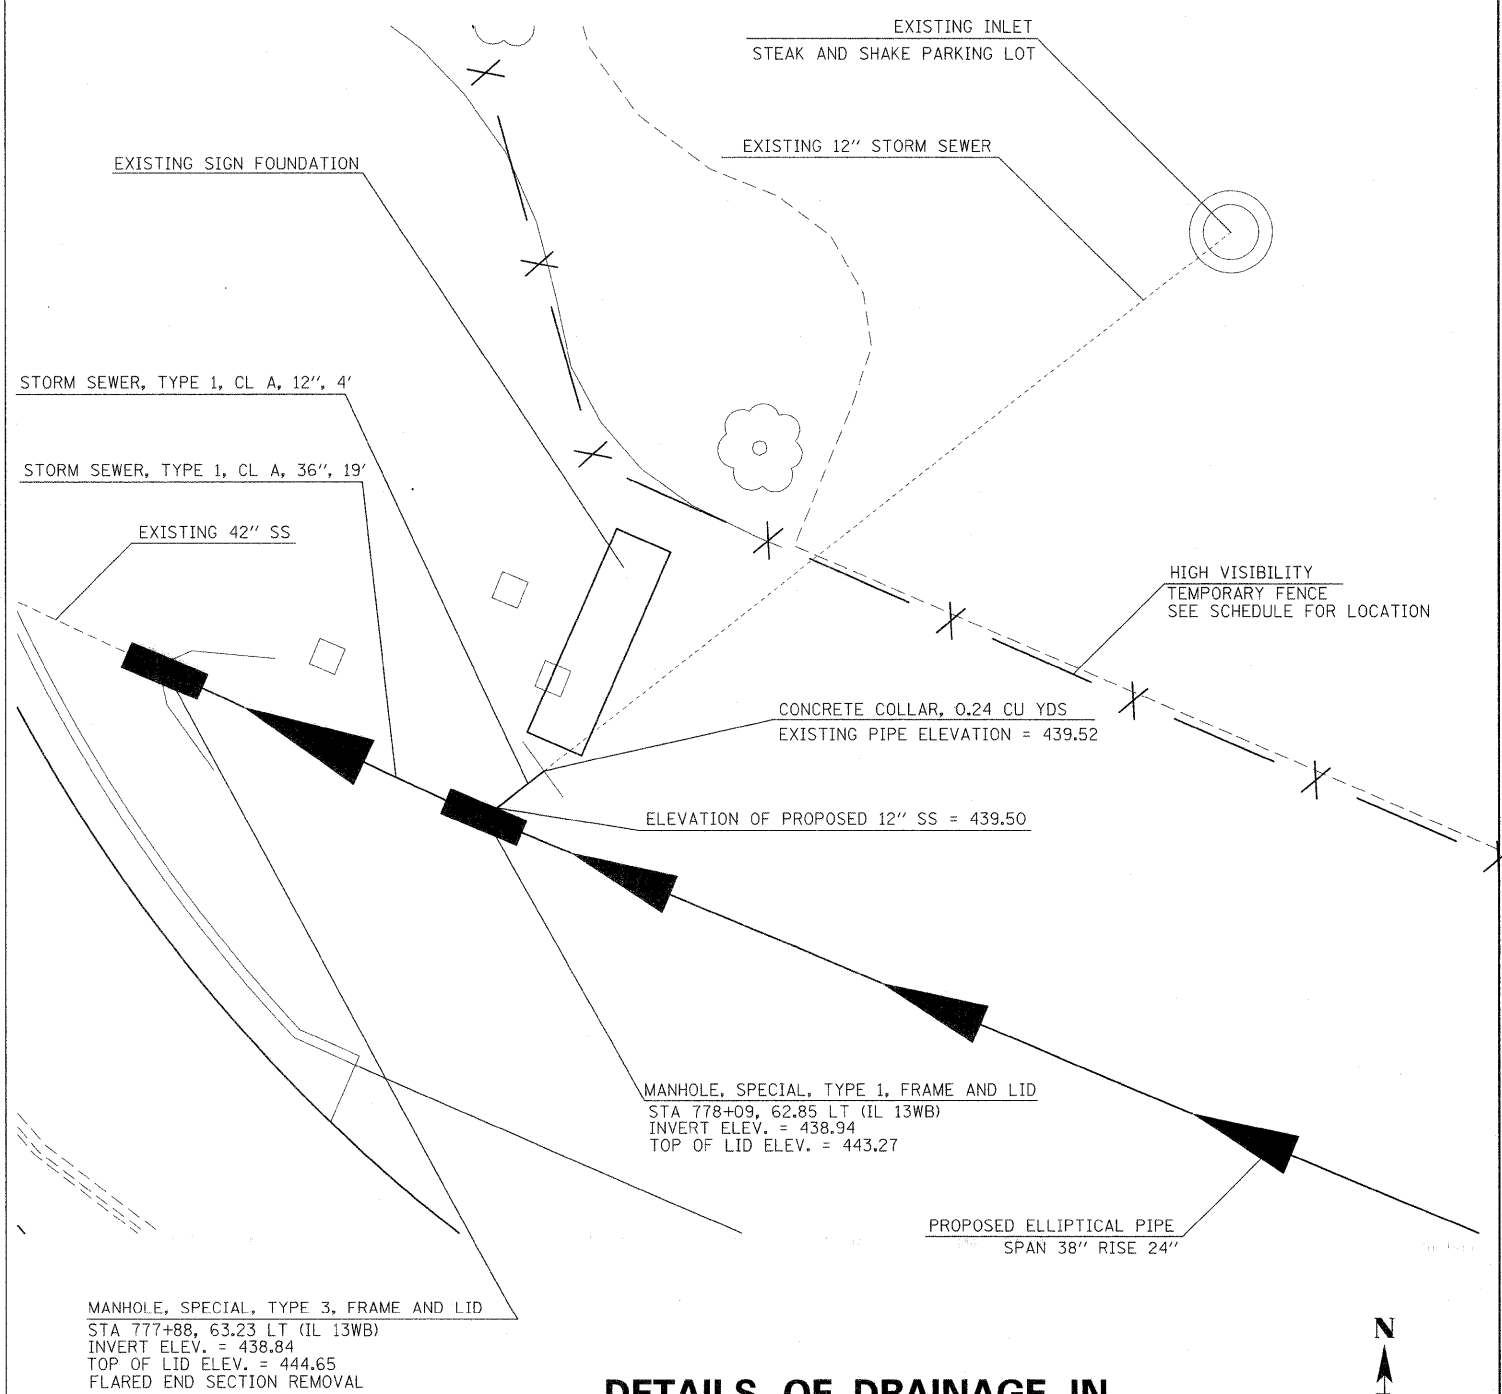 EXISTING INLET
STEAK AND SHAKE PARKING LOT
EXISTING 12" STORM SEWER
EXISTING SIGN FOUNDATION
STORM SEWER, TYPE 1, CL A, 12", 4'
STORM SEWER, TYPE 1, CL A, 36", 19'
EXISTING 42" SS
HIGH VISIBILITY
TEMPORARY FENCE
SEE SCHEDULE FOR LOCATION
CONCRETE COLLAR, 0.24 CU YDS
EXISTING PIPE ELEVATION = 439.52
ELEVATION OF PROPOSED 12" SS = 439.50
MANHOLE, SPECIAL, TYPE 1, FRAME AND LID
STA 778+09, 62.85 LT (IL 13WB)
INVERT ELEV. = 438.94
TOP OF LID ELEV. = 443.27
PROPOSED ELLIPTICAL PIPE
SPAN 38" RISE 24"
MANHOLE, SPECIAL, TYPE 3, FRAME AND LID
STA 777+88, 63.23 LT (IL 13WB)
INVERT ELEV. = 438.84
TOP OF LID ELEV. = 444.65
FLARED END SECTION REMOVAL
N
DETAILS OF DRAINAGE IN